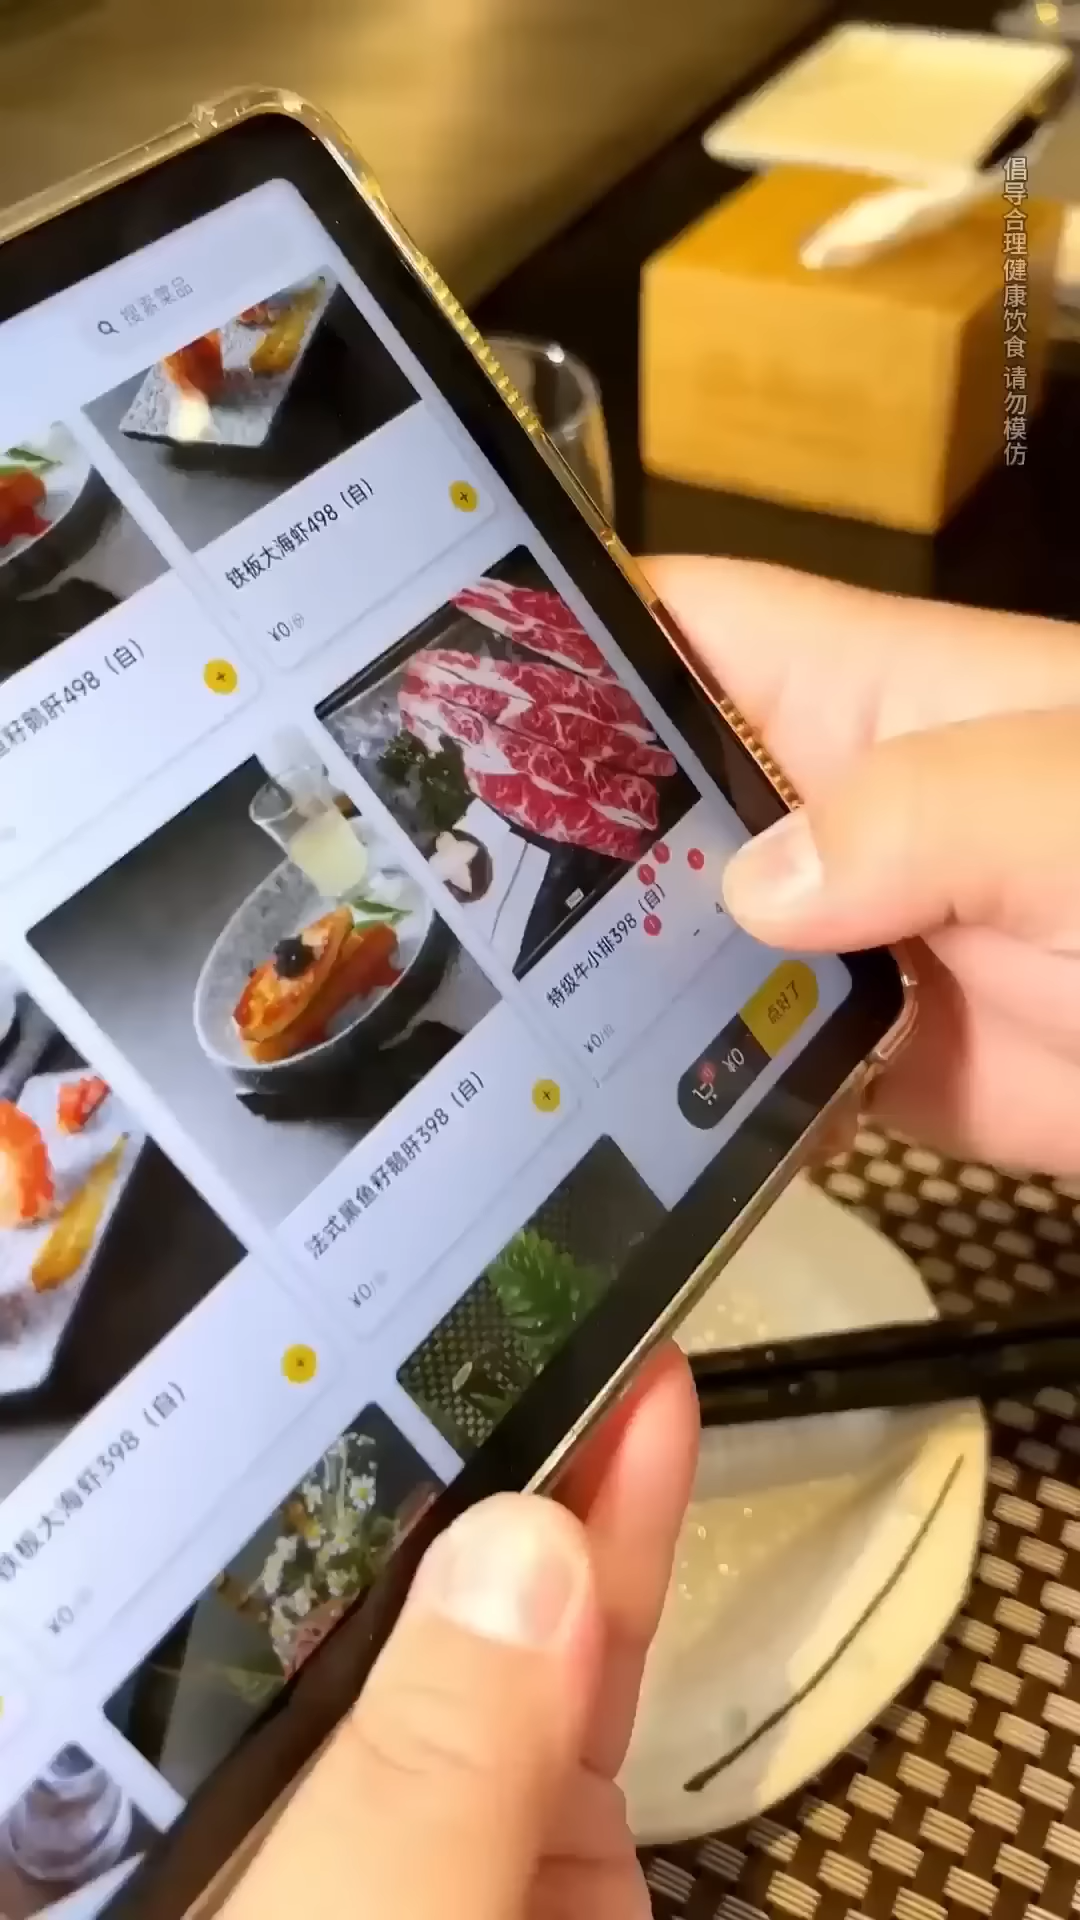 搜索菜品
铁板大海虾498（自）
¥0/份
鱼籽鹅肝498（自）
特级牛小排398（自）
¥0/份
点好了
¥0
法式黑鱼籽鹅肝398（自）
¥0/份
铁板大海虾398（自）
¥0
倡导合理健康饮食 请勿模仿